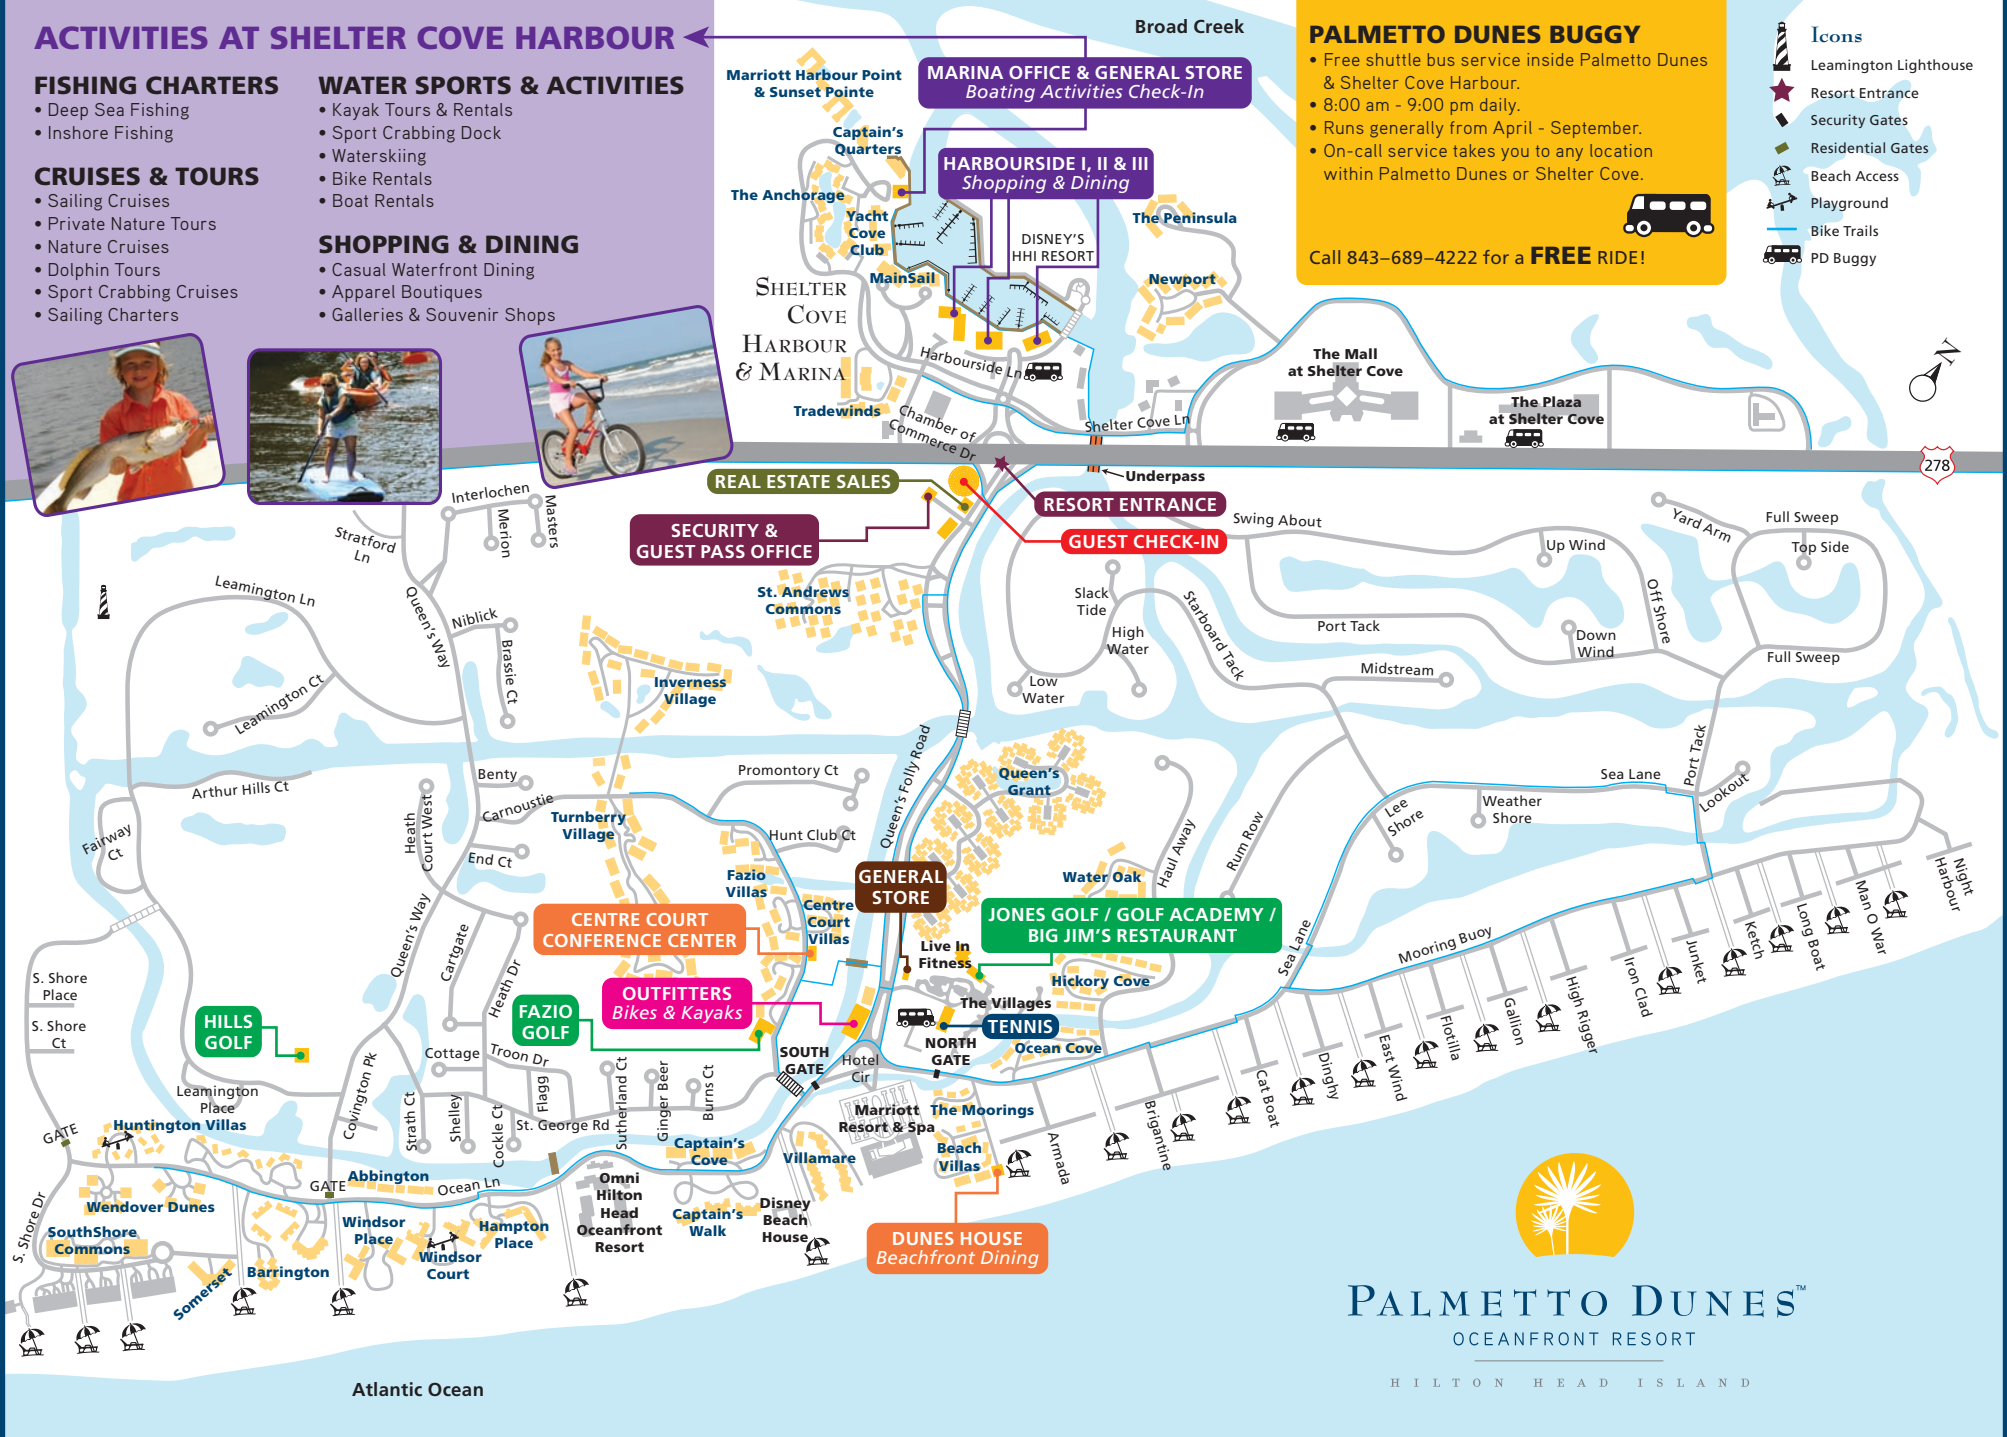 ACTIVITIES AT SHELTER COVE HARBOUR
FISHING CHARTERS
• Deep Sea Fishing
• Inshore Fishing
CRUISES & TOURS
• Sailing Cruises
• Private Nature Tours
• Nature Cruises
• Dolphin Tours
• Sport Crabbing Cruises
• Sailing Charters
WATER SPORTS & ACTIVITIES
• Kayak Tours & Rentals
• Sport Crabbing Dock
• Waterskiing
• Bike Rentals
• Boat Rentals
SHOPPING & DINING
• Casual Waterfront Dining
• Apparel Boutiques
• Galleries & Souvenir Shops
Broad Creek
MARINA OFFICE & GENERAL STORE
Boating Activities Check-In
Marriott Harbour Point
& Sunset Pointe
Captain's
Quarters
HARBOURSIDE I, II & III
Shopping & Dining
The Anchorage
Yacht
Cove
Club
MainSail
DISNEY'S
HHI RESORT
The Peninsula
Newport
SHELTER
COVE
HARBOUR
& MARINA
Harbourside Ln
Tradewinds
Chamber of
Commerce Dr
Shelter Cove Ln
The Mall
at Shelter Cove
The Plaza
at Shelter Cove
PALMETTO DUNES BUGGY
• Free shuttle bus service inside Palmetto Dunes
& Shelter Cove Harbour.
• 8:00 am - 9:00 pm daily.
• Runs generally from April - September.
• On-call service takes you to any location
within Palmetto Dunes or Shelter Cove.
Call 843–689–4222 for a FREE RIDE!
Icons
Leamington Lighthouse
Resort Entrance
Security Gates
Residential Gates
Beach Access
Playground
Bike Trails
PD Buggy
N
278
Underpass
REAL ESTATE SALES
RESORT ENTRANCE
SECURITY &
GUEST PASS OFFICE
GUEST CHECK-IN
Interlochen
Masters
Merion
Stratford
Ln
Leamington Ln
Queen's Way
Niblick
Brassie Ct
Leamington Ct
St. Andrews
Commons
Inverness
Village
Slack
Tide
High
Water
Low
Water
Swing About
Starboard Tack
Up Wind
Yard Arm
Full Sweep
Top Side
Off Shore
Port Tack
Down
Wind
Midstream
Full Sweep
Port Tack
Lookout
Sea Lane
Weather
Shore
Lee
Shore
Rum Row
Haul Away
Queen's Folly Road
Queen's
Grant
Promontory Ct
Hunt Club Ct
Benty
Carnoustie
Arthur Hills Ct
Fairway
Ct
Heath
Court West
End Ct
Turnberry
Village
Fazio
Villas
Centre
Court
Villas
GENERAL
STORE
Water Oak
CENTRE COURT
CONFERENCE CENTER
JONES GOLF / GOLF ACADEMY /
BIG JIM'S RESTAURANT
Live In
Fitness
Hickory Cove
The Villages
TENNIS
OUTFITTERS
Bikes & Kayaks
FAZIO
GOLF
HILLS
GOLF
Queen's Way
Cartgate
Heath Dr
S. Shore
Place
S. Shore
Ct
Cottage
Troon Dr
Flagg
Sutherland Ct
Ginger Beer
Burns Ct
SOUTH
GATE
Hotel
Cir
NORTH
GATE
Ocean Cove
Sea Lane
Mooring Buoy
Night
Harbour
Man O War
Long Boat
Ketch
Junket
Iron Clad
High Rigger
Gallion
Flotilla
East Wind
Dinghy
Cat Boat
Brigantine
Armada
Leamington
Place
Covington Pk
Strath Ct
Shelley
Cockle Ct
St. George Rd
GATE
Huntington Villas
Marriott
Resort & Spa
The Moorings
Beach
Villas
Captain's
Cove
Villamare
Abbington
GATE
Ocean Ln
Omni
Hilton
Head
Oceanfront
Resort
Captain's
Walk
Disney
Beach
House
S. Shore Dr
Wendover Dunes
SouthShore
Commons
Windsor
Place
Hampton
Place
Windsor
Court
Barrington
Somerset
DUNES HOUSE
Beachfront Dining
Atlantic Ocean
PALMETTO DUNES™
OCEANFRONT RESORT
HILTON HEAD ISLAND